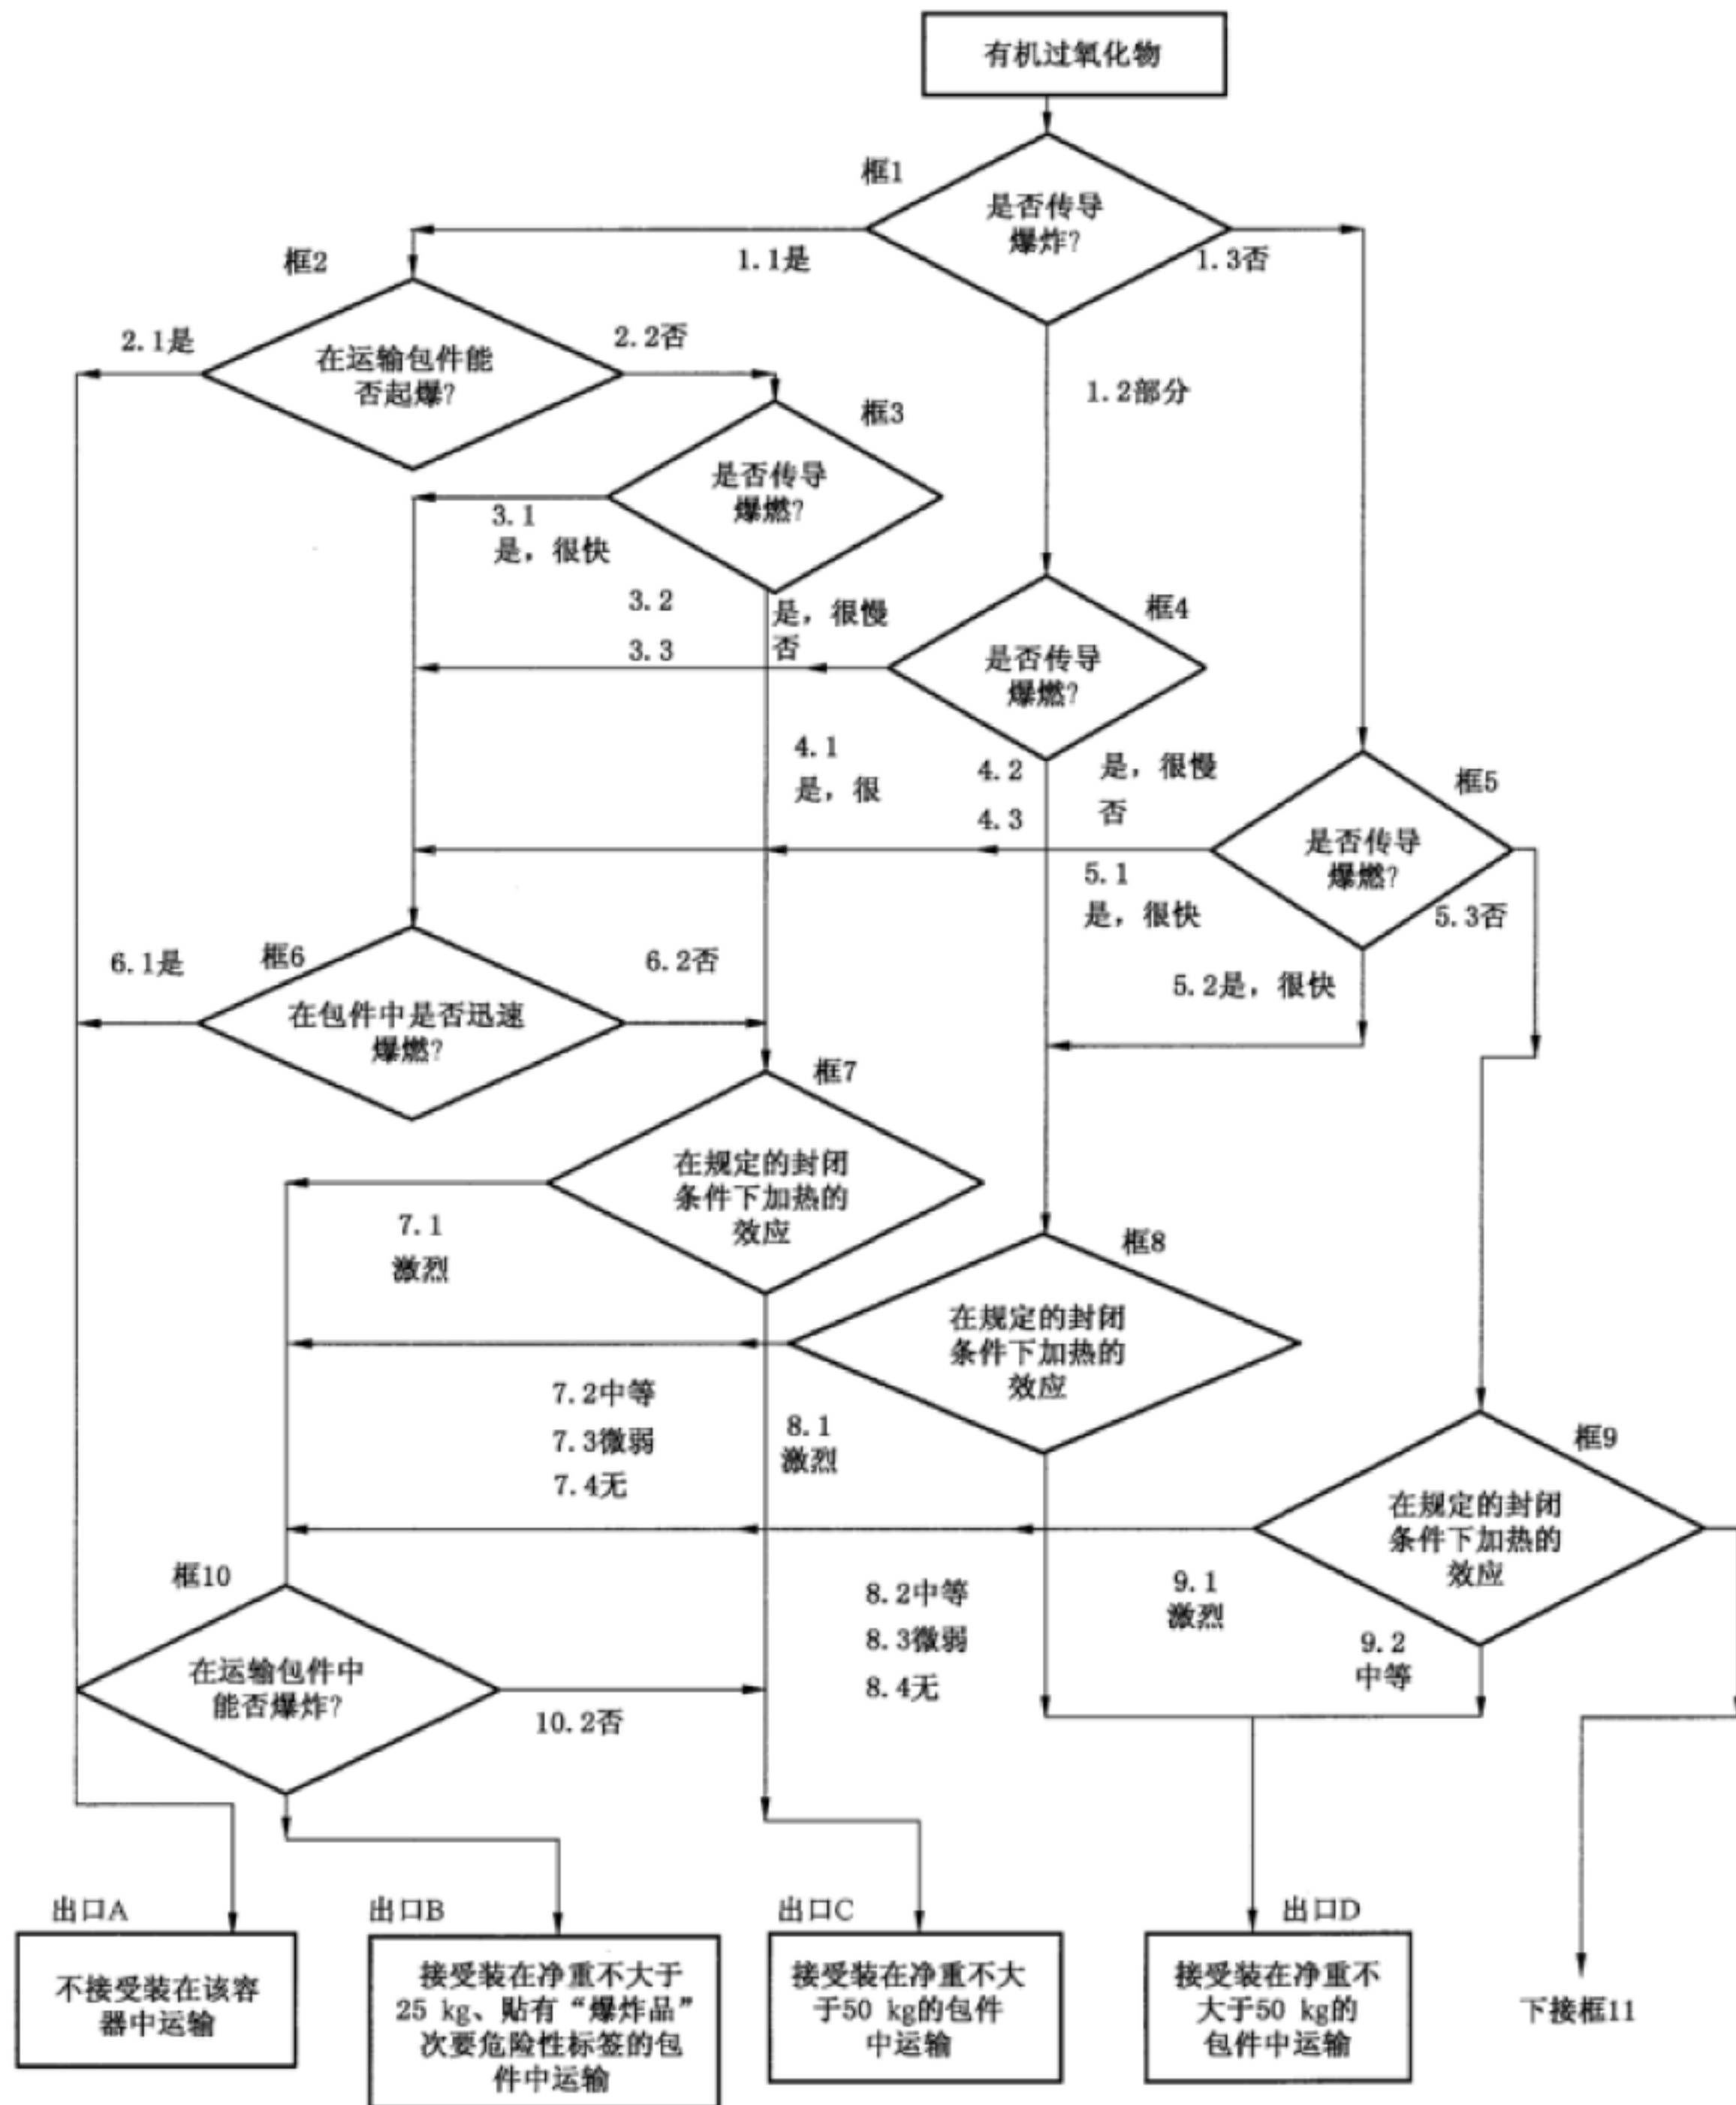 有机过氧化物
框1
是否传导
爆炸?
1.1是
1.3否
框2
2.1是
在运输包件能
否起爆?
2.2否
1.2部分
框3
是否传导
爆燃?
3.1
是，很快
3.2
是，很慢
3.3
否
框4
是否传导
爆燃?
4.1
是，很
4.2
是，很慢
4.3
否
框5
是否传导
爆燃?
5.1
是，很快
5.3否
5.2是，很快
6.1是
框6
在包件中是否迅速
爆燃?
6.2否
框7
在规定的封闭
条件下加热的
效应
7.1
激烈
框8
在规定的封闭
条件下加热的
效应
7.2中等
7.3微弱
7.4无
8.1
激烈
框9
在规定的封闭
条件下加热的
效应
框10
在运输包件中
能否爆炸?
10.2否
8.2中等
8.3微弱
8.4无
9.1
激烈
9.2
中等
出口A
不接受装在该容
器中运输
出口B
接受装在净重不大于
25 kg、贴有“爆炸品”
次要危险性标签的包
件中运输
出口C
接受装在净重不大
于50 kg的包件
中运输
出口D
接受装在净重不
大于50 kg的
包件中运输
下接框11